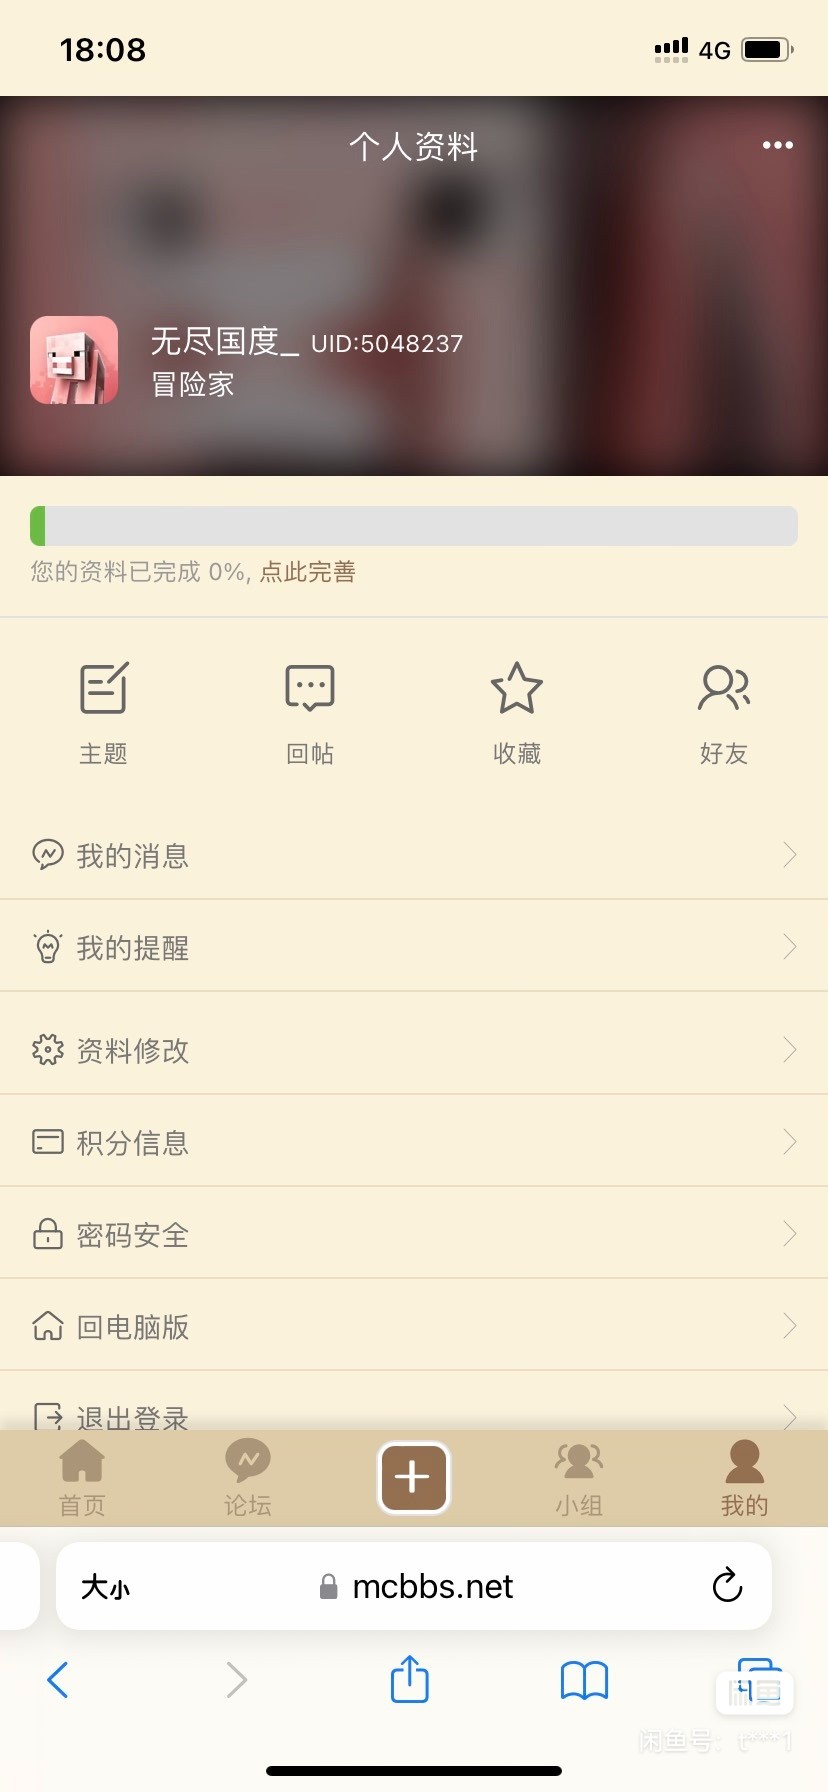 18:08 4G
个人资料
无尽国度_ UID:5048237
冒险家
您的资料已完成 0%, 点此完善
主题 回帖 收藏 好友
我的消息
我的提醒
资料修改
积分信息
密码安全
回电脑版
退出登录
首页 论坛 小组 我的
大小 mcbbs.net
闲鱼
闲鱼号：t***1